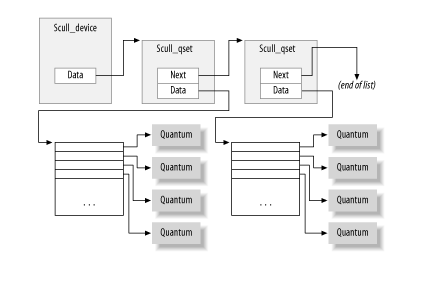 Scull_device
Data
Scull_qset
Next
Data
Scull_qset
Next
Data
(end of list)
Quantum
Quantum
Quantum
Quantum
. . .
Quantum
Quantum
Quantum
Quantum
. . .